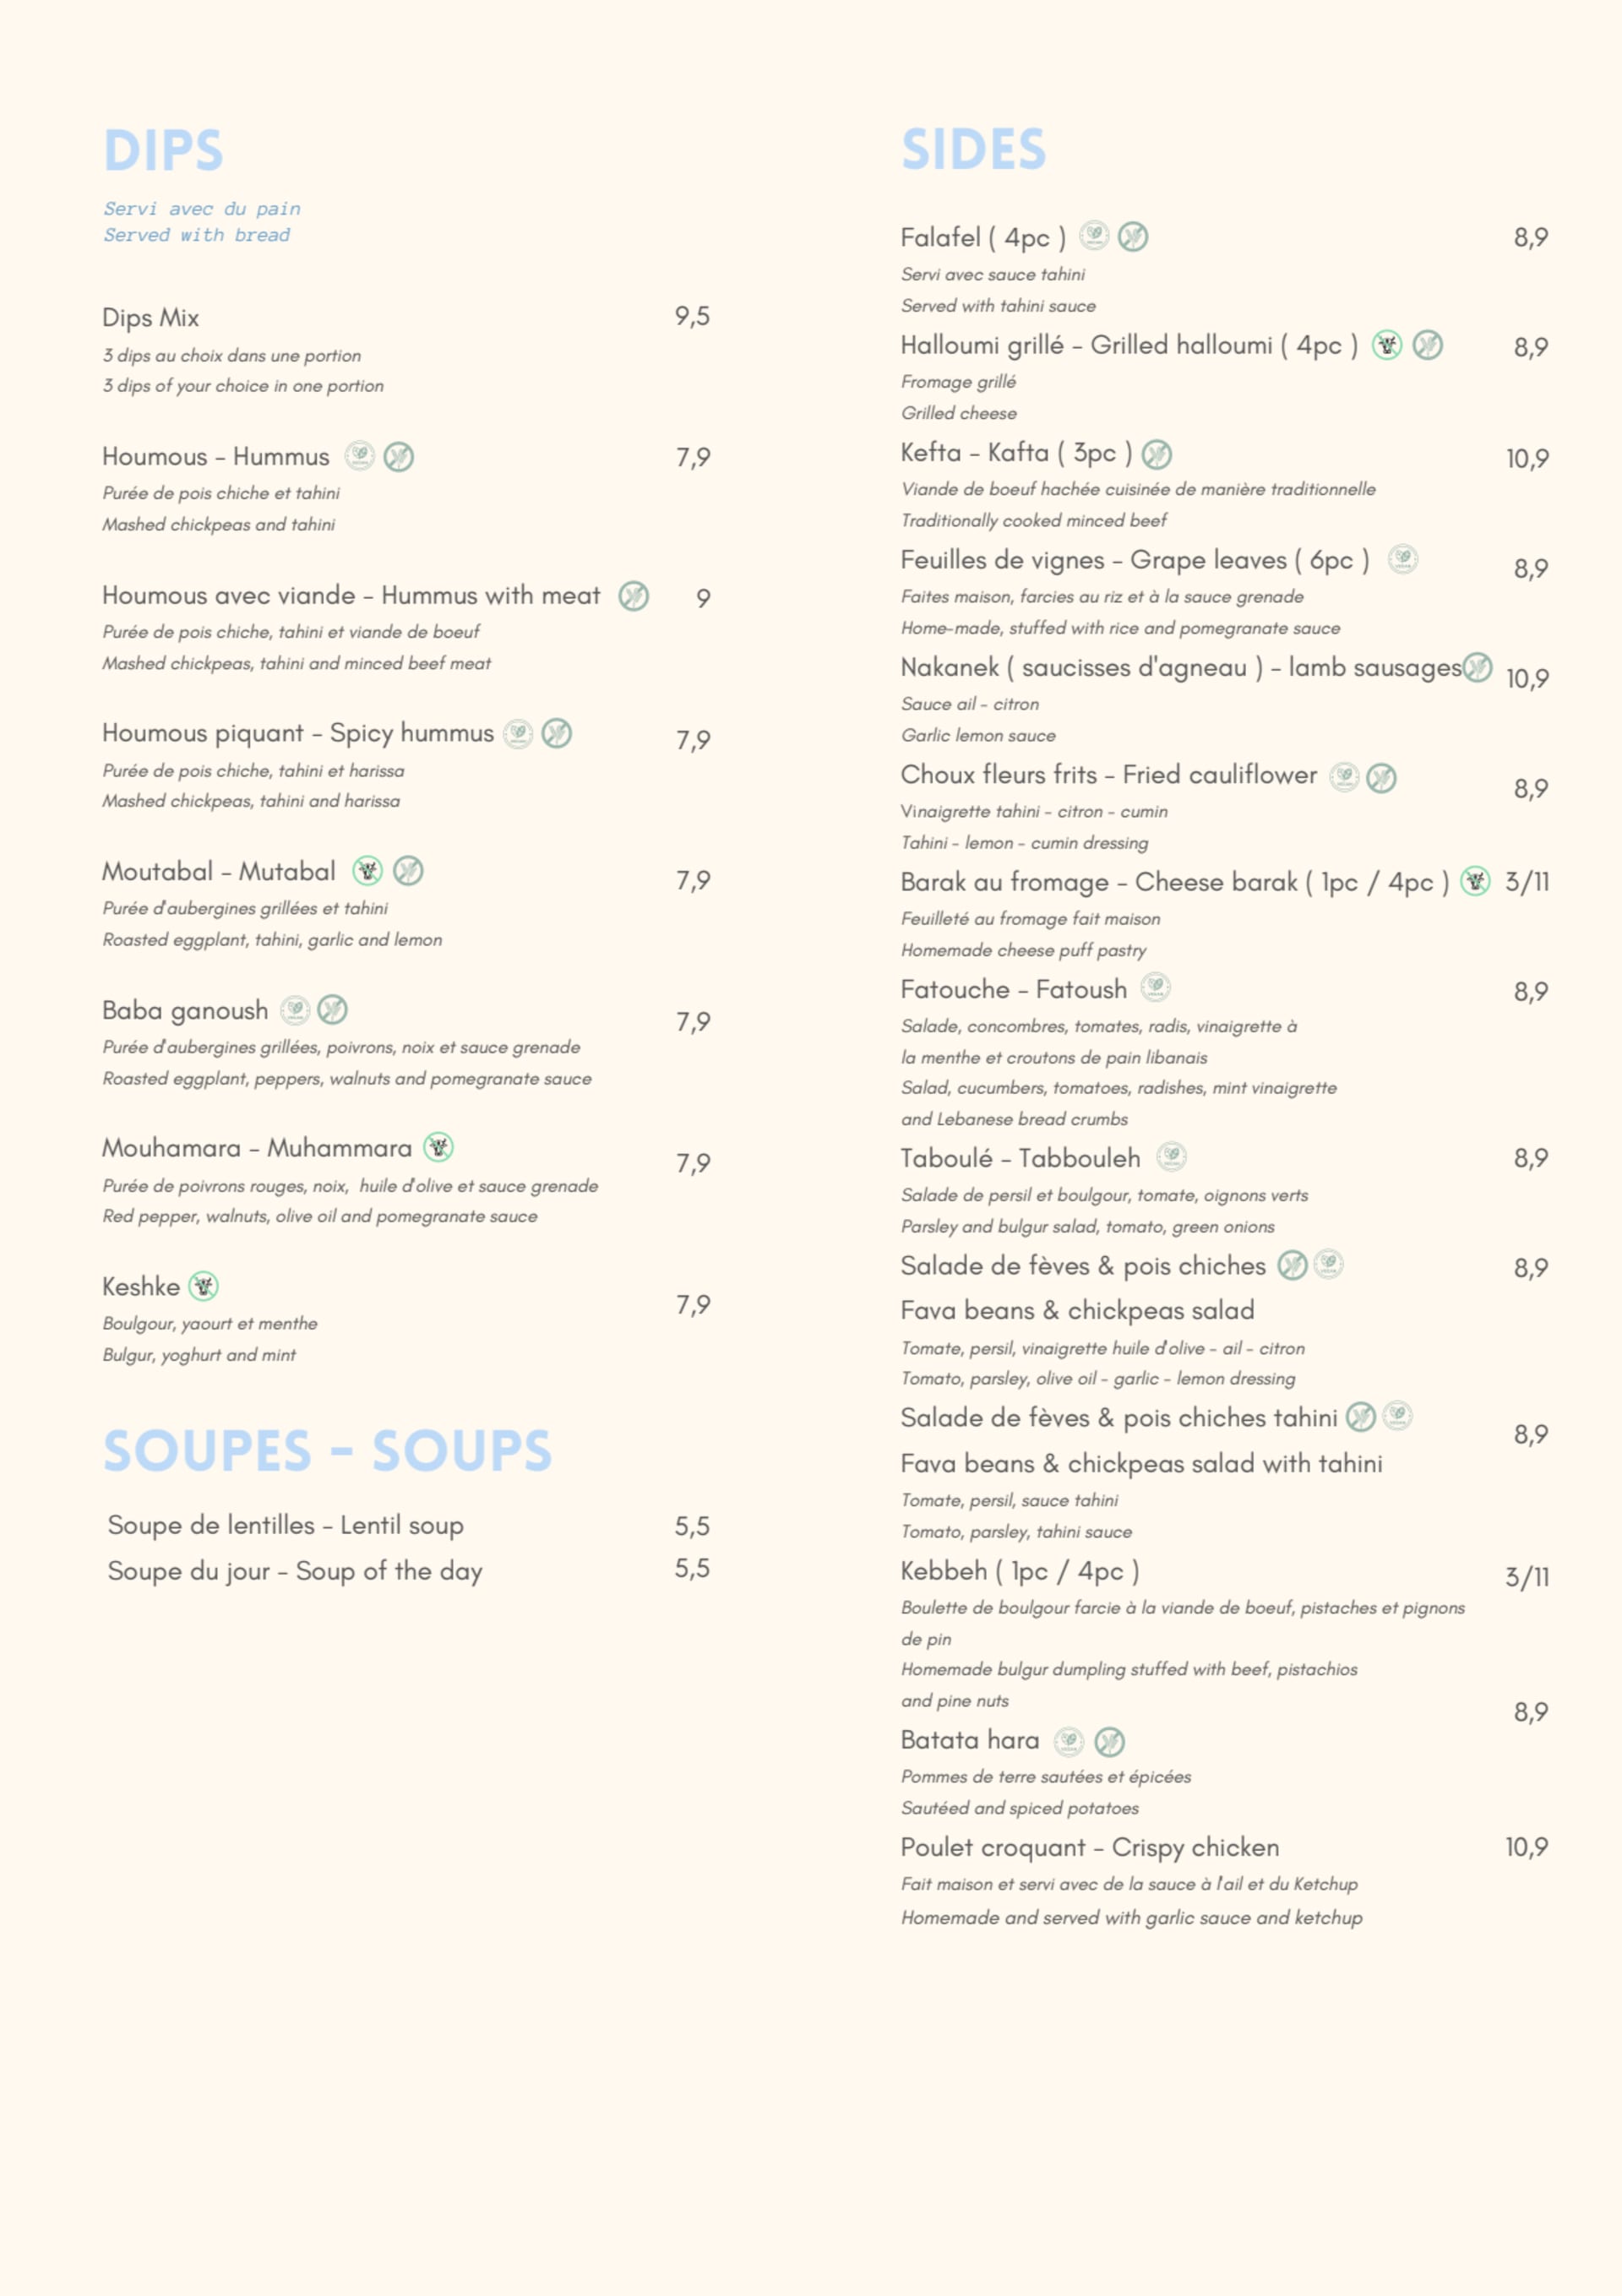 DIPS
Servi avec du pain
Served with bread
Dips Mix 9,5
3 dips au choix dans une portion
3 dips of your choice in one portion
Houmous - Hummus 7,9
Purée de pois chiche et tahini
Mashed chickpeas and tahini
Houmous avec viande - Hummus with meat 9
Purée de pois chiche, tahini et viande de boeuf
Mashed chickpeas, tahini and minced beef meat
Houmous piquant - Spicy hummus 7,9
Purée de pois chiche, tahini et harissa
Mashed chickpeas, tahini and harissa
Moutabal - Mutabal 7,9
Purée d'aubergines grillées et tahini
Roasted eggplant, tahini, garlic and lemon
Baba ganoush 7,9
Purée d'aubergines grillées, poivrons, noix et sauce grenade
Roasted eggplant, peppers, walnuts and pomegranate sauce
Mouhamara - Muhammara 7,9
Purée de poivrons rouges, noix, huile d'olive et sauce grenade
Red pepper, walnuts, olive oil and pomegranate sauce
Keshke 7,9
Boulgour, yaourt et menthe
Bulgur, yoghurt and mint
SOUPES - SOUPS
Soupe de lentilles - Lentil soup 5,5
Soupe du jour - Soup of the day 5,5
SIDES
Falafel ( 4pc ) 8,9
Servi avec sauce tahini
Served with tahini sauce
Halloumi grillé - Grilled halloumi ( 4pc ) 8,9
Fromage grillé
Grilled cheese
Kefta - Kafta ( 3pc ) 10,9
Viande de boeuf hachée cuisinée de manière traditionnelle
Traditionally cooked minced beef
Feuilles de vignes - Grape leaves ( 6pc ) 8,9
Faites maison, farcies au riz et à la sauce grenade
Home-made, stuffed with rice and pomegranate sauce
Nakanek ( saucisses d'agneau ) - lamb sausages 10,9
Sauce ail - citron
Garlic lemon sauce
Choux fleurs frits - Fried cauliflower 8,9
Vinaigrette tahini - citron - cumin
Tahini - lemon - cumin dressing
Barak au fromage - Cheese barak ( 1pc / 4pc ) 3/11
Feuilleté au fromage fait maison
Homemade cheese puff pastry
Fatouche - Fatoush 8,9
Salade, concombres, tomates, radis, vinaigrette à
la menthe et croutons de pain libanais
Salad, cucumbers, tomatoes, radishes, mint vinaigrette
and Lebanese bread crumbs
Taboulé - Tabbouleh 8,9
Salade de persil et boulgour, tomate, oignons verts
Parsley and bulgur salad, tomato, green onions
Salade de fèves & pois chiches 8,9
Fava beans & chickpeas salad
Tomate, persil, vinaigrette huile d'olive - ail - citron
Tomato, parsley, olive oil - garlic - lemon dressing
Salade de fèves & pois chiches tahini 8,9
Fava beans & chickpeas salad with tahini
Tomate, persil, sauce tahini
Tomato, parsley, tahini sauce
Kebbeh ( 1pc / 4pc ) 3/11
Boulette de boulgour farcie à la viande de boeuf, pistaches et pignons
de pin
Homemade bulgur dumpling stuffed with beef, pistachios
and pine nuts
Batata hara 8,9
Pommes de terre sautées et épicées
Sautéed and spiced potatoes
Poulet croquant - Crispy chicken 10,9
Fait maison et servi avec de la sauce à l'ail et du Ketchup
Homemade and served with garlic sauce and ketchup